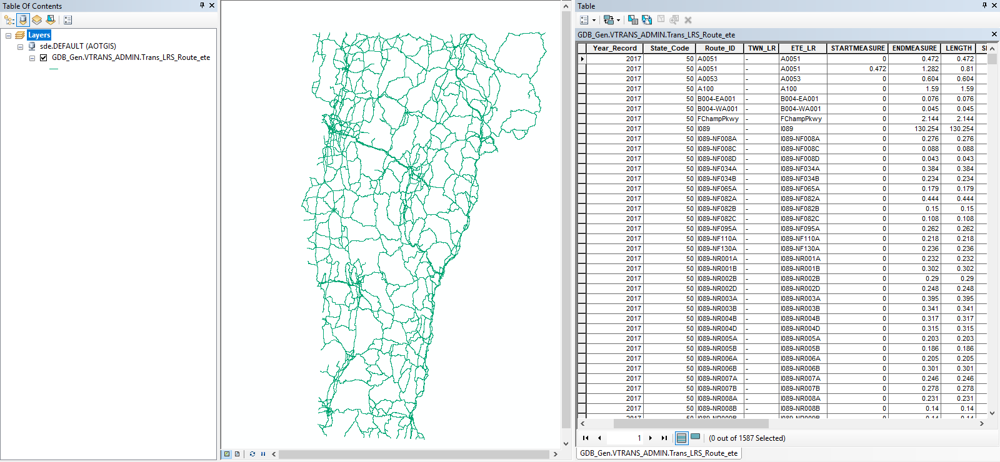 Table Of Contents
Layers
sde.DEFAULT (AOTGIS)
GDB_Gen.VTRANS_ADMIN.Trans_LRS_Route_ete
Table
GDB_Gen.VTRANS_ADMIN.Trans_LRS_Route_ete
Year_Record State_Code Route_ID TWN_LR ETE_LR STARTMEASURE ENDMEASURE LENGTH
2017 50 A0051 - A0051 0 0.472 0.472
2017 50 A0051 - A0051 0.472 1.282 0.81
2017 50 A0053 - A0053 0 0.604 0.604
2017 50 A100 - A100 0 1.59 1.59
2017 50 B004-EA001 - B004-EA001 0 0.076 0.076
2017 50 B004-WA001 - B004-WA001 0 0.045 0.045
2017 50 FChampPkwy - FChampPkwy 0 2.144 2.144
2017 50 I089 - I089 0 130.254 130.254
2017 50 I089-NF008A - I089-NF008A 0 0.276 0.276
2017 50 I089-NF008C - I089-NF008C 0 0.088 0.088
2017 50 I089-NF008D - I089-NF008D 0 0.043 0.043
2017 50 I089-NF034A - I089-NF034A 0 0.384 0.384
2017 50 I089-NF034B - I089-NF034B 0 0.234 0.234
2017 50 I089-NF065A - I089-NF065A 0 0.179 0.179
2017 50 I089-NF082A - I089-NF082A 0 0.444 0.444
2017 50 I089-NF082B - I089-NF082B 0 0.15 0.15
2017 50 I089-NF082C - I089-NF082C 0 0.108 0.108
2017 50 I089-NF095A - I089-NF095A 0 0.262 0.262
2017 50 I089-NF110A - I089-NF110A 0 0.218 0.218
2017 50 I089-NF130A - I089-NF130A 0 0.236 0.236
2017 50 I089-NR001A - I089-NR001A 0 0.232 0.232
2017 50 I089-NR001B - I089-NR001B 0 0.302 0.302
2017 50 I089-NR002B - I089-NR002B 0 0.29 0.29
2017 50 I089-NR002D - I089-NR002D 0 0.248 0.248
2017 50 I089-NR003A - I089-NR003A 0 0.395 0.395
2017 50 I089-NR003B - I089-NR003B 0 0.341 0.341
2017 50 I089-NR004B - I089-NR004B 0 0.317 0.317
2017 50 I089-NR004D - I089-NR004D 0 0.315 0.315
2017 50 I089-NR005A - I089-NR005A 0 0.203 0.203
2017 50 I089-NR005B - I089-NR005B 0 0.186 0.186
2017 50 I089-NR006A - I089-NR006A 0 0.205 0.205
2017 50 I089-NR006B - I089-NR006B 0 0.301 0.301
2017 50 I089-NR007A - I089-NR007A 0 0.246 0.246
2017 50 I089-NR007B - I089-NR007B 0 0.278 0.278
2017 50 I089-NR008A - I089-NR008A 0 0.231 0.231
2017 50 I089-NR008B - I089-NR008B 0 0.14 0.14
1 (0 out of 1587 Selected)
GDB_Gen.VTRANS_ADMIN.Trans_LRS_Route_ete